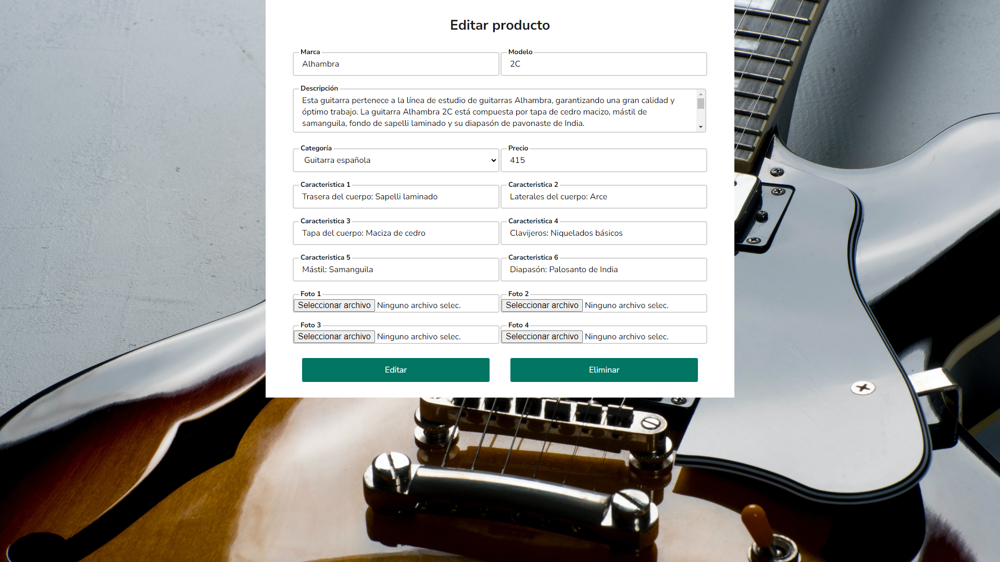 Editar producto
Marca
Alhambra
Modelo
2C
Descripción
Esta guitarra pertenece a la línea de estudio de guitarras Alhambra, garantizando una gran calidad y
óptimo trabajo. La guitarra Alhambra 2C está compuesta por tapa de cedro macizo, mástil de
samanguila, fondo de sapelli laminado y su diapasón de pavonaste de India.
Categoría
Guitarra española
Precio
415
Caracteristica 1
Trasera del cuerpo: Sapelli laminado
Caracteristica 2
Laterales del cuerpo: Arce
Caracteristica 3
Tapa del cuerpo: Maciza de cedro
Caracteristica 4
Clavijeros: Niquelados básicos
Caracteristica 5
Mástil: Samanguila
Caracteristica 6
Diapasón: Palosanto de India
Foto 1
Seleccionar archivo Ninguno archivo selec.
Foto 2
Seleccionar archivo Ninguno archivo selec.
Foto 3
Seleccionar archivo Ninguno archivo selec.
Foto 4
Seleccionar archivo Ninguno archivo selec.
Editar
Eliminar